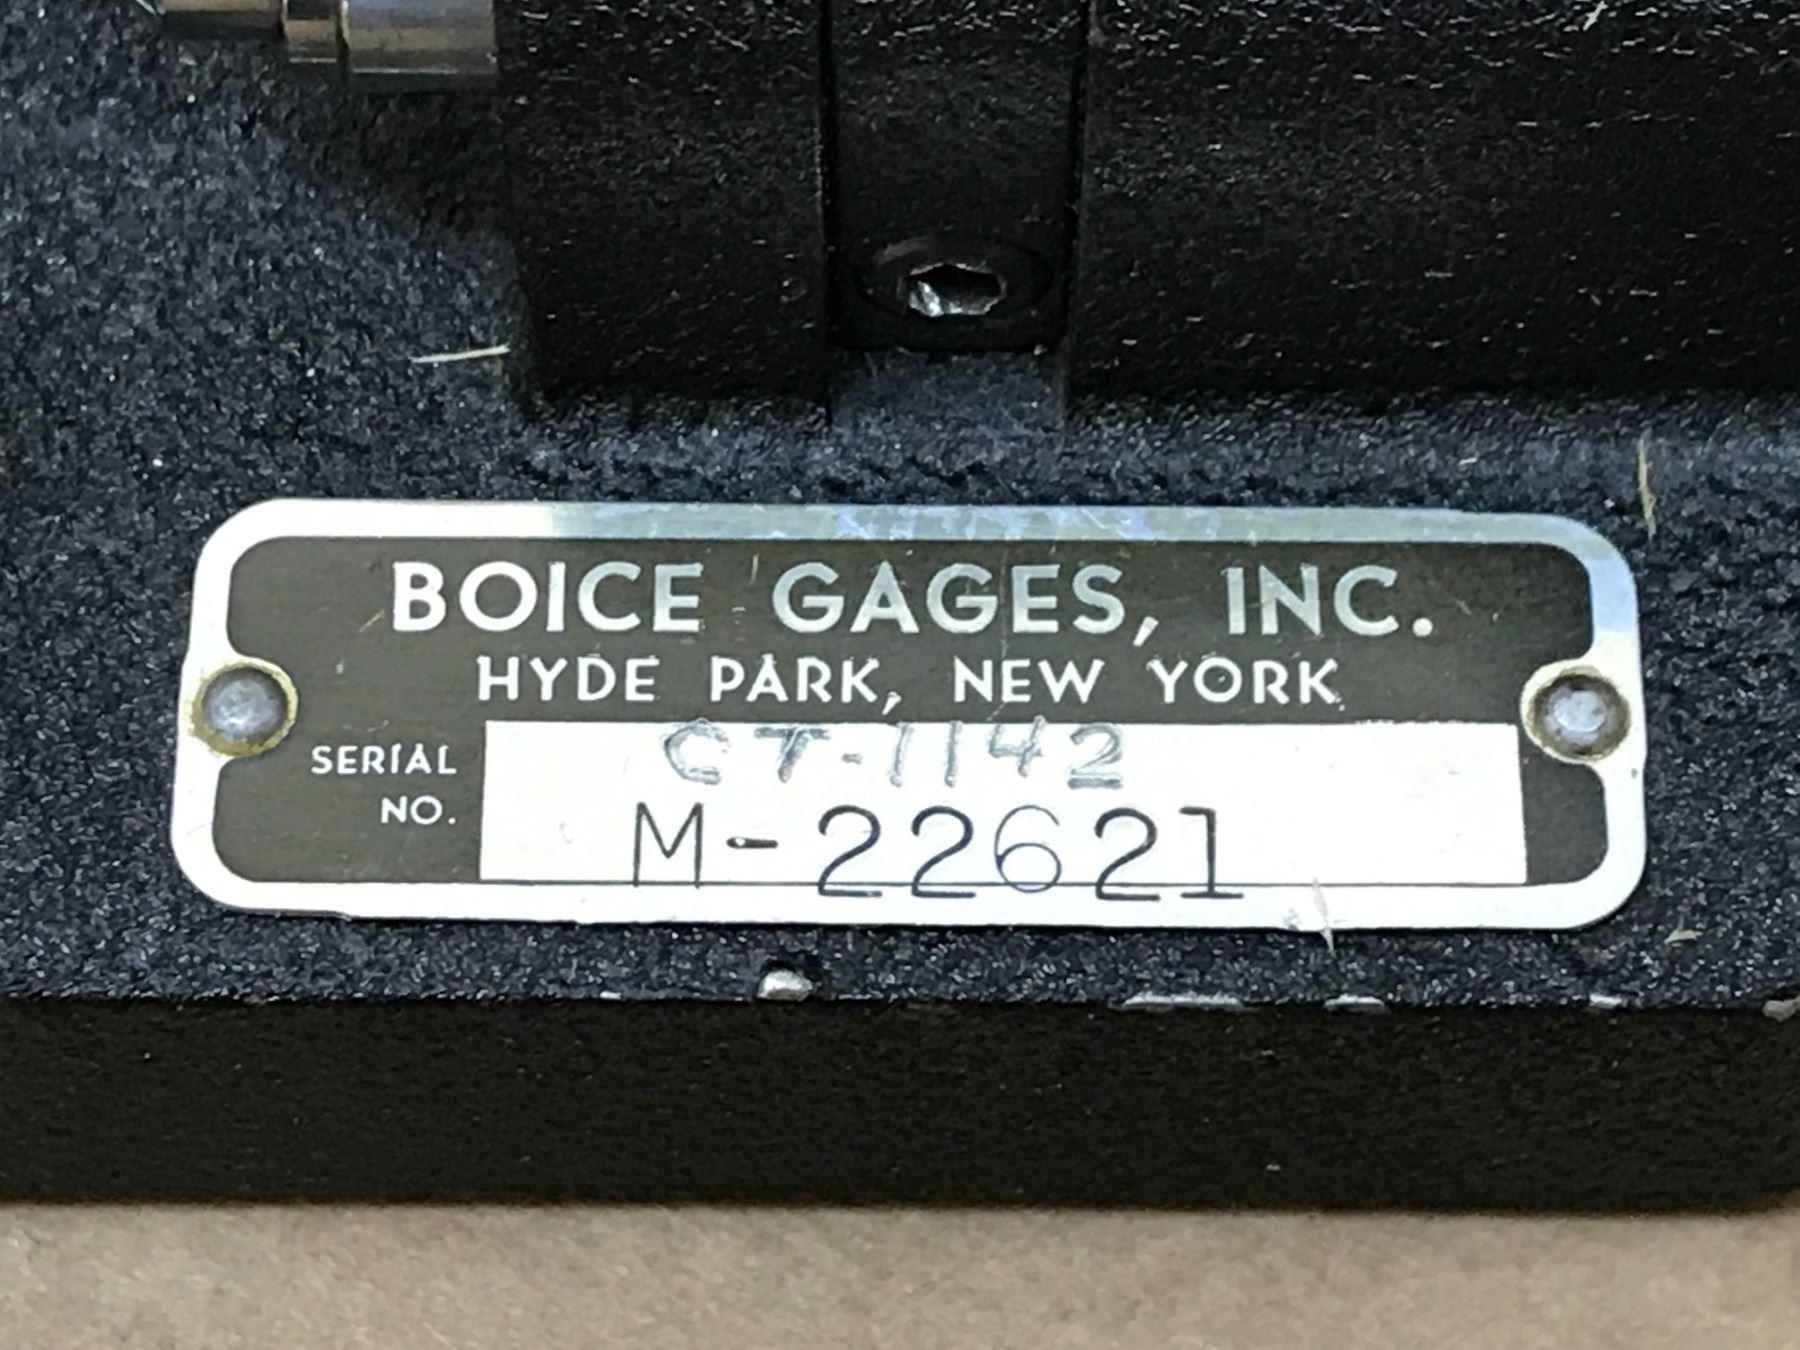 BOICE GAGES, INC.
HYDE PARK, NEW YORK
SERIAL NO.
CT-1142
M-22621